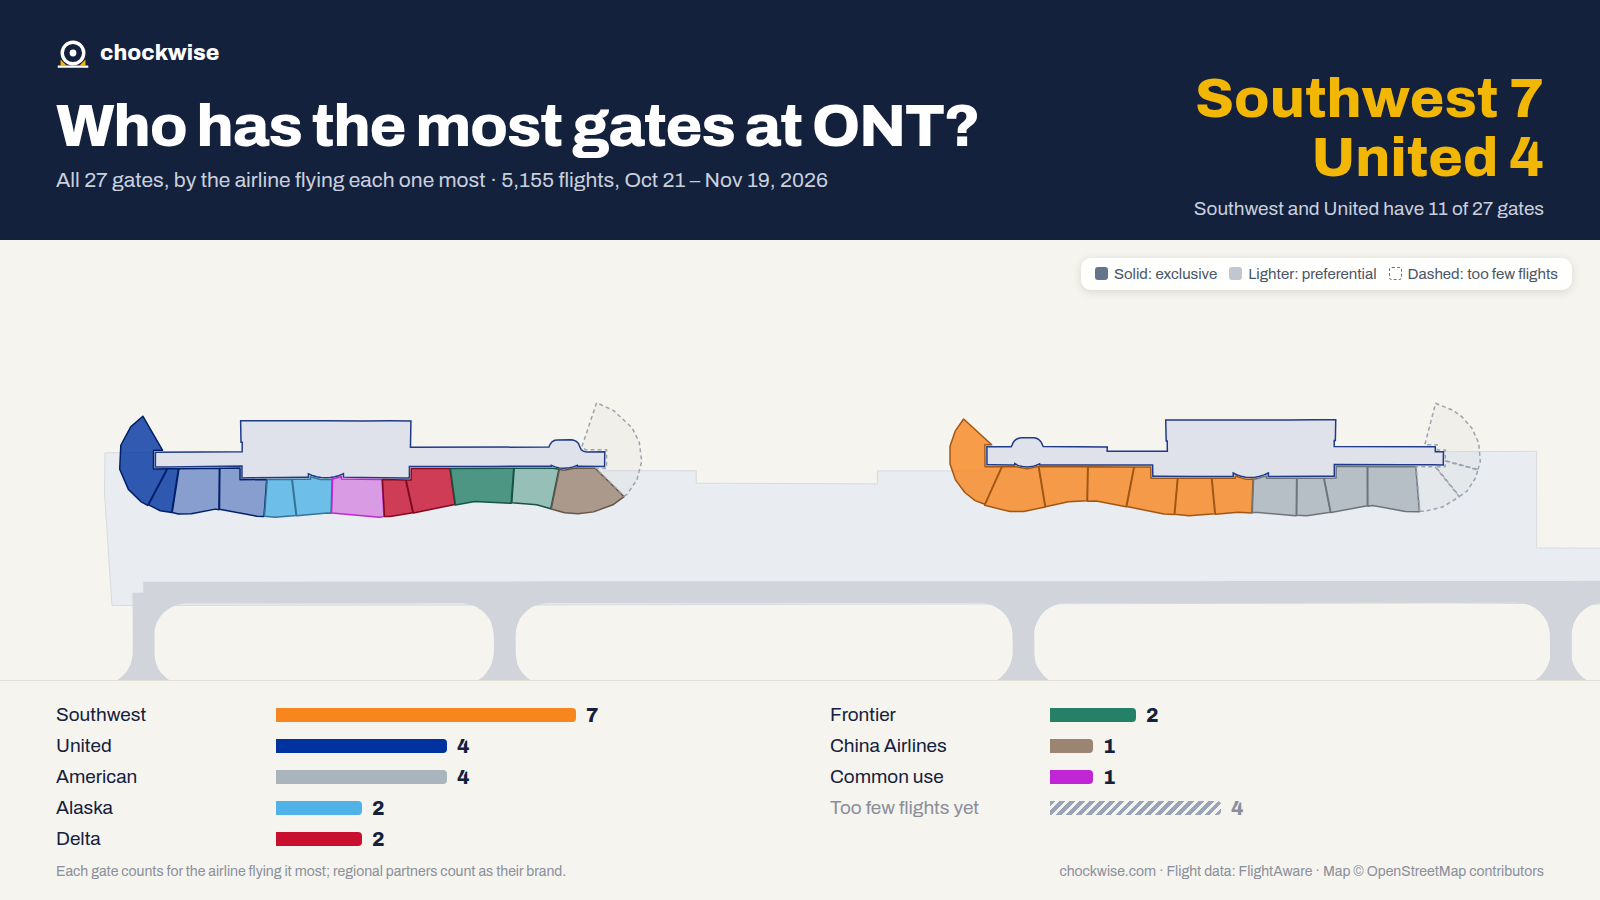 chockwise
Who has the most gates at ONT?
All 27 gates, by the airline flying each one most · 5,155 flights, Oct 21 – Nov 19, 2026
Southwest 7
United 4
Southwest and United have 11 of 27 gates
Solid: exclusive Lighter: preferential Dashed: too few flights
Southwest 7
United 4
American 4
Alaska 2
Delta 2
Frontier 2
China Airlines 1
Common use 1
Too few flights yet 4
Each gate counts for the airline flying it most; regional partners count as their brand.
chockwise.com · Flight data: FlightAware · Map © OpenStreetMap contributors